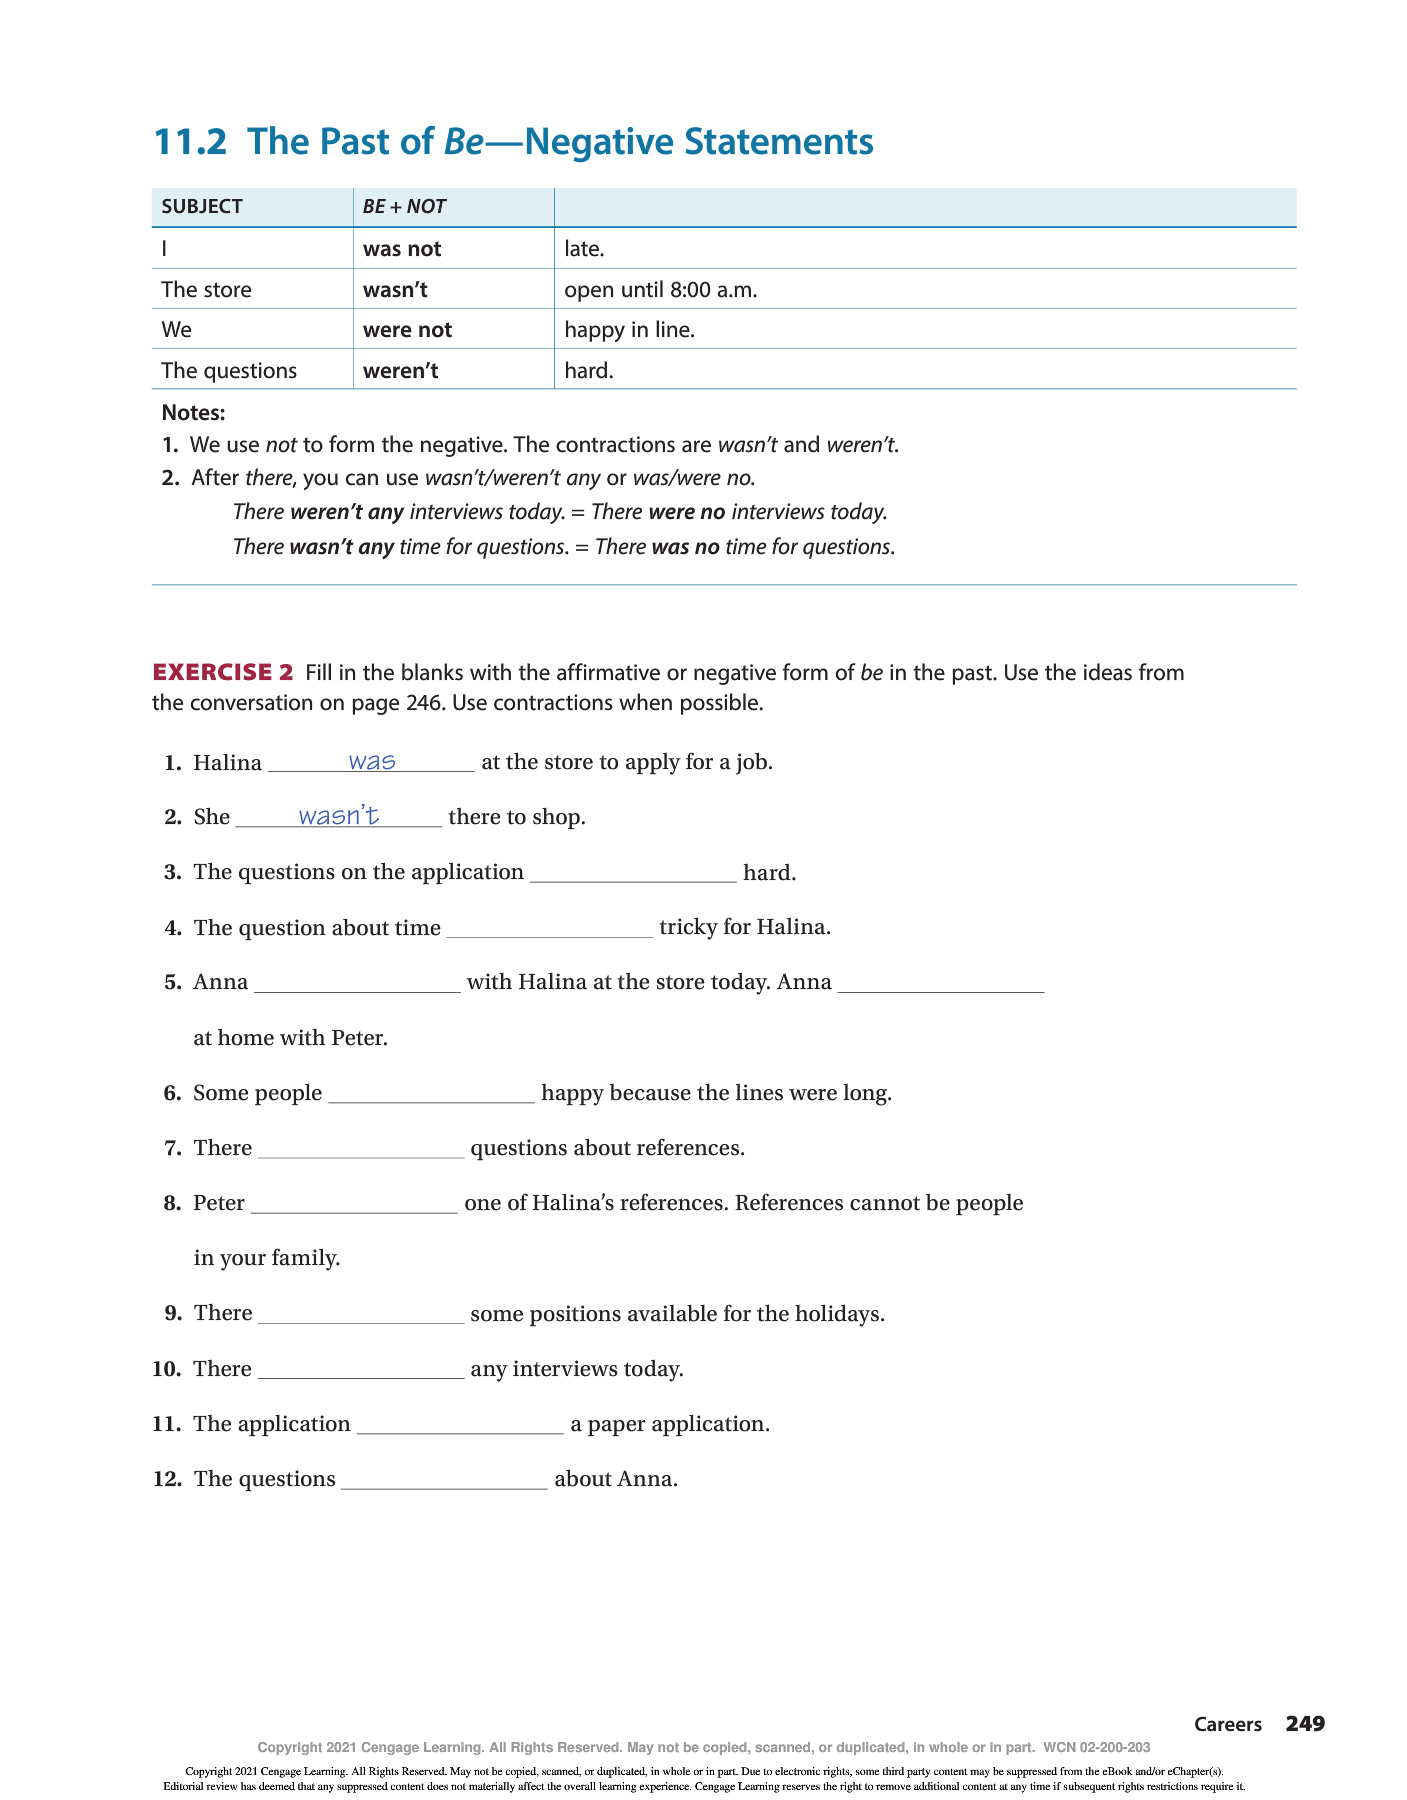 11.2 The Past of Be—Negative Statements
SUBJECT BE + NOT
I was not late.
The store wasn't open until 8:00 a.m.
We were not happy in line.
The questions weren't hard.
Notes:
1. We use not to form the negative. The contractions are wasn't and weren't.
2. After there, you can use wasn't/weren't any or was/were no.
There weren't any interviews today. = There were no interviews today.
There wasn't any time for questions. = There was no time for questions.
EXERCISE 2 Fill in the blanks with the affirmative or negative form of be in the past. Use the ideas from
the conversation on page 246. Use contractions when possible.
1. Halina was at the store to apply for a job.
2. She wasn't there to shop.
3. The questions on the application ____________________ hard.
4. The question about time ____________________ tricky for Halina.
5. Anna ____________________ with Halina at the store today. Anna ____________________
at home with Peter.
6. Some people ____________________ happy because the lines were long.
7. There ____________________ questions about references.
8. Peter ____________________ one of Halina's references. References cannot be people
in your family.
9. There ____________________ some positions available for the holidays.
10. There ____________________ any interviews today.
11. The application ____________________ a paper application.
12. The questions ____________________ about Anna.
Careers 249
Copyright 2021 Cengage Learning. All Rights Reserved. May not be copied, scanned, or duplicated, in whole or in part. WCN 02-200-203
Copyright 2021 Cengage Learning. All Rights Reserved. May not be copied, scanned, or duplicated, in whole or in part. Due to electronic rights, some third party content may be suppressed from the eBook and/or eChapter(s).
Editorial review has deemed that any suppressed content does not materially affect the overall learning experience. Cengage Learning reserves the right to remove additional content at any time if subsequent rights restrictions require it.